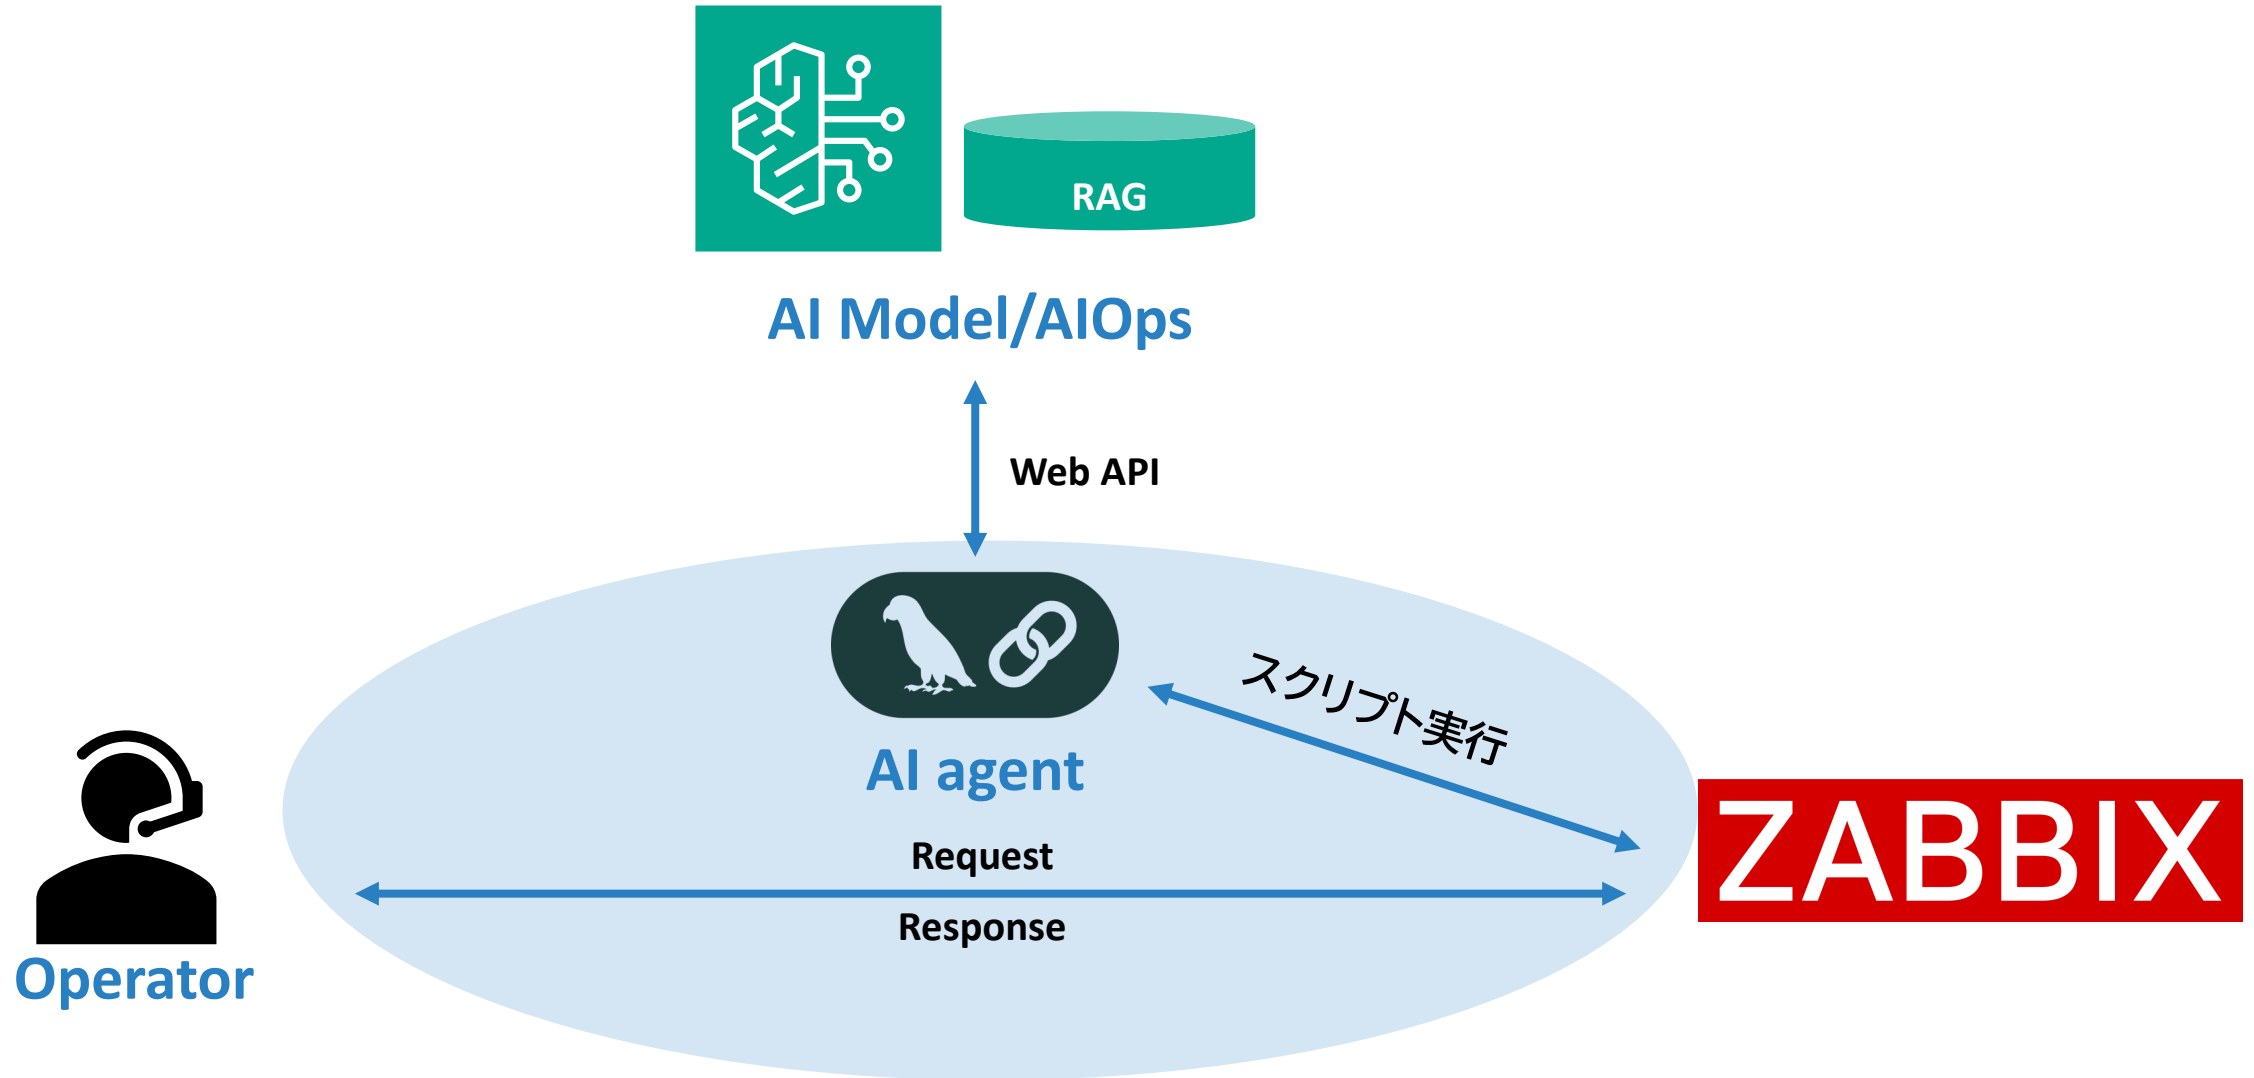 RAG
AI Model/AIOps
Web API
スクリプト実行
AI agent
Request
Response
ZABBIX
Operator